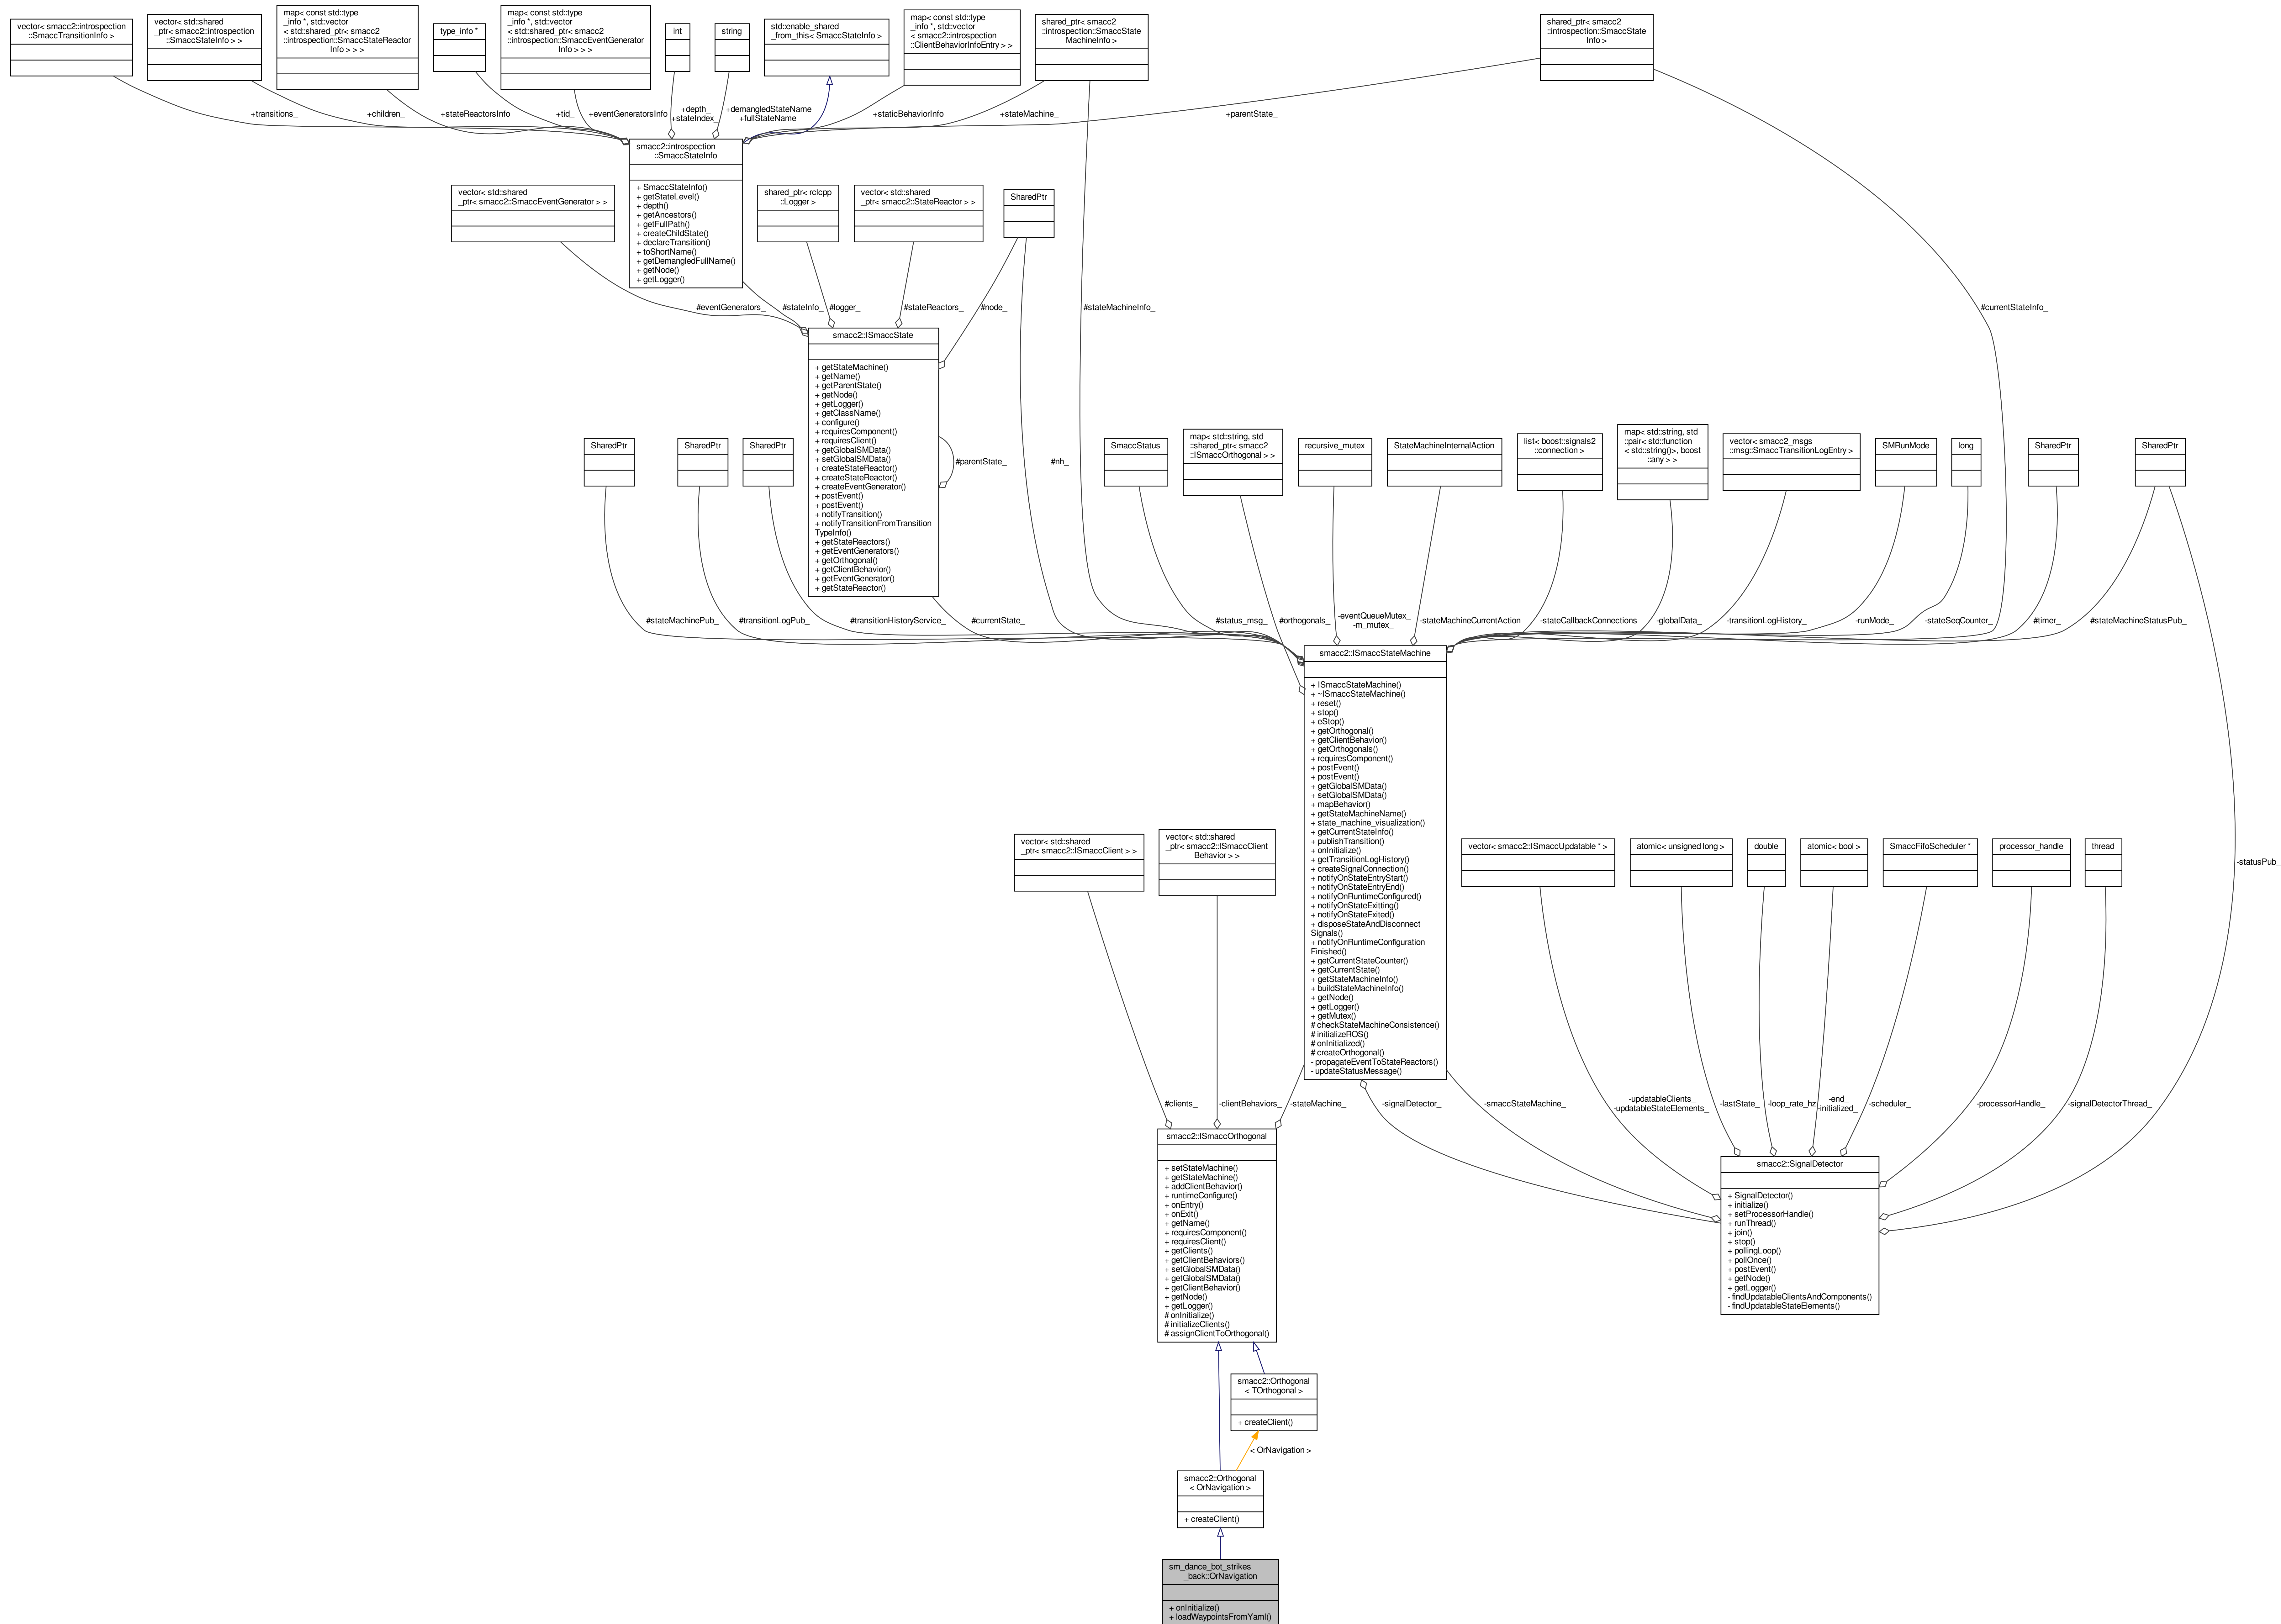 vector< smacc2::introspection
::SmaccTransitionInfo >
vector< std::shared
_ptr< smacc2::introspection
::SmaccStateInfo > >
map< const std::type
_info *, std::vector
< std::shared_ptr< smacc2
::introspection::SmaccStateReactor
Info > > >
type_info *
map< const std::type
_info *, std::vector
< std::shared_ptr< smacc2
::introspection::SmaccEventGenerator
Info > > >
int
string
std::enable_shared
_from_this< SmaccStateInfo >
map< const std::type
_info *, std::vector
< smacc2::introspection
::ClientBehaviorInfoEntry > >
shared_ptr< smacc2
::introspection::SmaccState
MachineInfo >
shared_ptr< smacc2
::introspection::SmaccState
Info >
+transitions_
+children_
+stateReactorsInfo
+tid_
+eventGeneratorsInfo
+depth_
+stateIndex_
+demangledStateName
+fullStateName
+staticBehaviorInfo
+stateMachine_
+parentState_
smacc2::introspection
::SmaccStateInfo
+ SmaccStateInfo()
+ getStateLevel()
+ depth()
+ getAncestors()
+ getFullPath()
+ createChildState()
+ declareTransition()
+ toShortName()
+ getDemangledFullName()
+ getNode()
+ getLogger()
vector< std::shared
_ptr< smacc2::SmaccEventGenerator > >
shared_ptr< rclcpp
::Logger >
vector< std::shared
_ptr< smacc2::StateReactor > >
SharedPtr
#eventGenerators_
#stateInfo_
#logger_
#stateReactors_
#node_
#stateMachineInfo_
#currentStateInfo_
smacc2::ISmaccState
+ getStateMachine()
+ getName()
+ getParentState()
+ getNode()
+ getLogger()
+ getClassName()
+ configure()
+ requiresComponent()
+ requiresClient()
+ getGlobalSMData()
+ setGlobalSMData()
+ createStateReactor()
+ createStateReactor()
+ createEventGenerator()
+ postEvent()
+ postEvent()
+ notifyTransition()
+ notifyTransitionFromTransition
TypeInfo()
+ getStateReactors()
+ getEventGenerators()
+ getOrthogonal()
+ getClientBehavior()
+ getEventGenerator()
+ getStateReactor()
#parentState_
#nh_
SharedPtr
SharedPtr
SharedPtr
SmaccStatus
map< std::string, std
::shared_ptr< smacc2
::ISmaccOrthogonal > >
recursive_mutex
StateMachineInternalAction
list< boost::signals2
::connection >
map< std::string, std
::pair< std::function
< std::string()>, boost
::any > >
vector< smacc2_msgs
::msg::SmaccTransitionLogEntry >
SMRunMode
long
SharedPtr
SharedPtr
#stateMachinePub_
#transitionLogPub_
#transitionHistoryService_
#currentState_
#status_msg_
#orthogonals_
-eventQueueMutex_
-m_mutex_
-stateMachineCurrentAction
-stateCallbackConnections
-globalData_
-transitionLogHistory_
-runMode_
-stateSeqCounter_
#timer_
#stateMachineStatusPub_
smacc2::ISmaccStateMachine
+ ISmaccStateMachine()
+ ~ISmaccStateMachine()
+ reset()
+ stop()
+ eStop()
+ getOrthogonal()
+ getClientBehavior()
+ getOrthogonals()
+ requiresComponent()
+ postEvent()
+ postEvent()
+ getGlobalSMData()
+ setGlobalSMData()
+ mapBehavior()
+ getStateMachineName()
+ state_machine_visualization()
+ getCurrentStateInfo()
+ publishTransition()
+ onInitialize()
+ getTransitionLogHistory()
+ createSignalConnection()
+ notifyOnStateEntryStart()
+ notifyOnStateEntryEnd()
+ notifyOnRuntimeConfigured()
+ notifyOnStateExitting()
+ notifyOnStateExited()
+ disposeStateAndDisconnect
Signals()
+ notifyOnRuntimeConfiguration
Finished()
+ getCurrentStateCounter()
+ getCurrentState()
+ getStateMachineInfo()
+ buildStateMachineInfo()
+ getNode()
+ getLogger()
+ getMutex()
# checkStateMachineConsistence()
# initializeROS()
# onInitialized()
# createOrthogonal()
- propagateEventToStateReactors()
- updateStatusMessage()
vector< std::shared
_ptr< smacc2::ISmaccClient > >
vector< std::shared
_ptr< smacc2::ISmaccClient
Behavior > >
vector< smacc2::ISmaccUpdatable * >
atomic< unsigned long >
double
atomic< bool >
SmaccFifoScheduler *
processor_handle
thread
-statusPub_
#clients_
-clientBehaviors_
-stateMachine_
-signalDetector_
-smaccStateMachine_
-updatableClients_
-updatableStateElements_
-lastState_
-loop_rate_hz
-end_
-initialized_
-scheduler_
-processorHandle_
-signalDetectorThread_
smacc2::ISmaccOrthogonal
+ setStateMachine()
+ getStateMachine()
+ addClientBehavior()
+ runtimeConfigure()
+ onEntry()
+ onExit()
+ getName()
+ requiresComponent()
+ requiresClient()
+ getClients()
+ getClientBehaviors()
+ setGlobalSMData()
+ getGlobalSMData()
+ getClientBehavior()
+ getNode()
+ getLogger()
# onInitialize()
# initializeClients()
# assignClientToOrthogonal()
smacc2::SignalDetector
+ SignalDetector()
+ initialize()
+ setProcessorHandle()
+ runThread()
+ join()
+ stop()
+ pollingLoop()
+ pollOnce()
+ postEvent()
+ getNode()
+ getLogger()
- findUpdatableClientsAndComponents()
- findUpdatableStateElements()
smacc2::Orthogonal
< TOrthogonal >
+ createClient()
< OrNavigation >
smacc2::Orthogonal
< OrNavigation >
+ createClient()
sm_dance_bot_strikes
_back::OrNavigation
+ onInitialize()
+ loadWaypointsFromYaml()